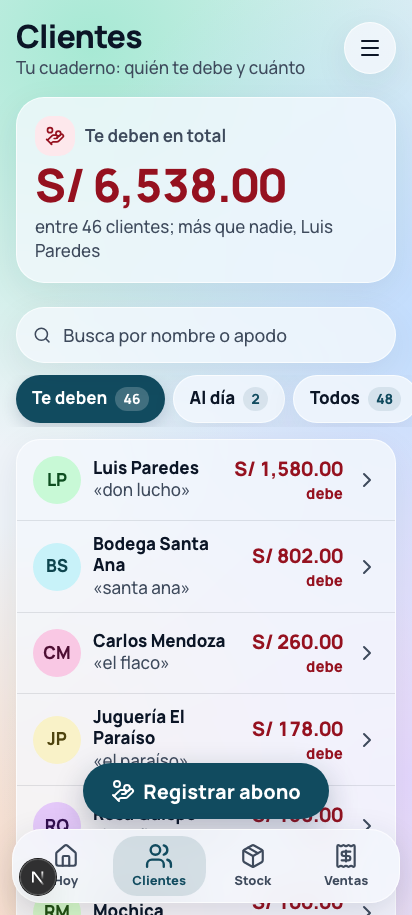 Clientes
Tu cuaderno: quién te debe y cuánto
Te deben en total
S/ 6,538.00
entre 46 clientes; más que nadie, Luis
Paredes
Busca por nombre o apodo
Te deben 46
Al día 2
Todos 48
LP
Luis Paredes
«don lucho»
S/ 1,580.00
debe
BS
Bodega Santa
Ana
«santa ana»
S/ 802.00
debe
CM
Carlos Mendoza
«el flaco»
S/ 260.00
debe
JP
Juguería El
Paraíso
«el paraíso»
S/ 178.00
debe
Registrar abono
RQ
N
Hoy
Clientes
Stock
Ventas
RM
Mochica